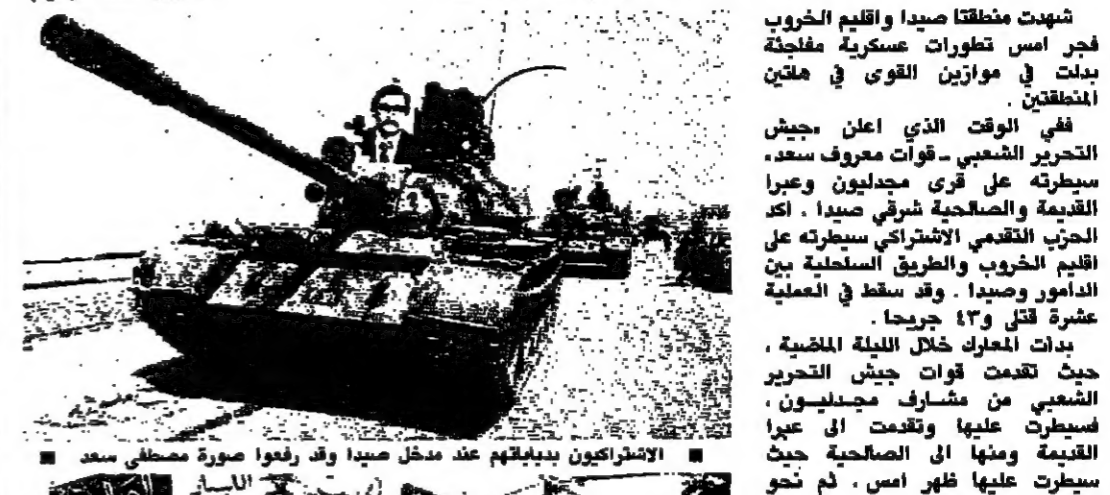 شهدت منطقتا صيدا واقليم الخروب
فجر امس تطورات عسكرية مفاجئة
بدلت في موازين القوى في هاتين
المنطقتين .
ففي الوقت الذي اعلن «جيش
التحرير الشعبي ـ قوات معروف سعد»
سيطرته على قرى مجدليون وعبرا
القديمة والصالحية شرقي صيدا . اكد
الحزب التقدمي الاشتراكي سيطرته على
اقليم الخروب والطريق الساحلية بين
الدامور وصيدا . وقد سقط في العملية
عشرة قتلى و٤٣ جريحا .
بدات المعارك خلال الليلة الماضية ،
حيث تقدمت قوات جيش التحرير
الشعبي من مشارف مجدليون ،
فسيطرت عليها وتقدمت الى عبرا
القديمة ومنها الى الصالحية حيث
سيطرت عليها ظهر امس ، ثم نحو
■ الاشتراكيون بدباباتهم عند مدخل صيدا وقد رفعوا صورة مصطفى سعد ■